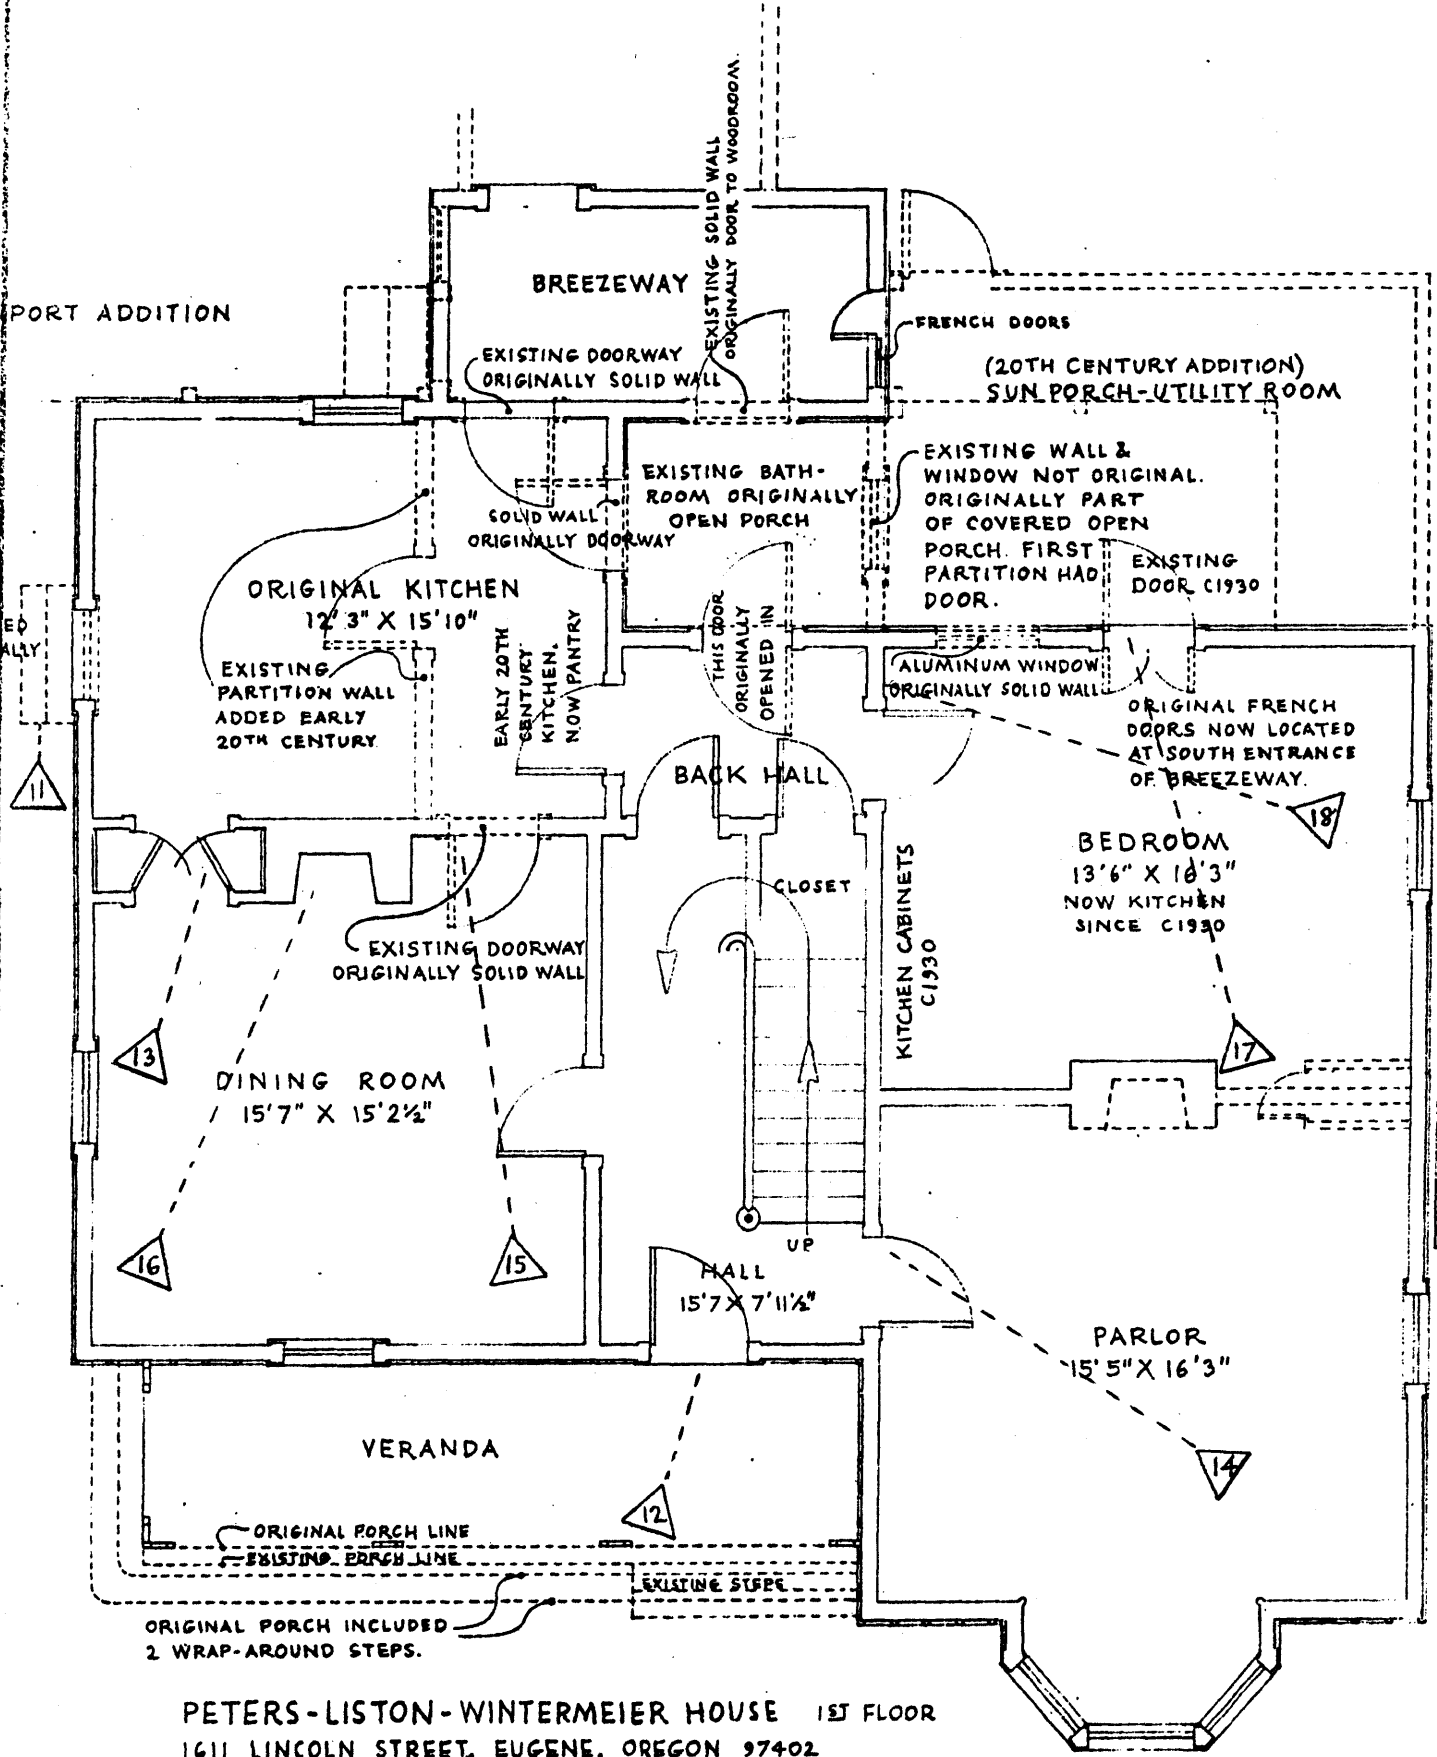 EXISTING SOLID WALL
ORIGINALLY DOOR TO WOODROOM.
BREEZEWAY
PORT ADDITION
FRENCH DOORS
EXISTING DOORWAY
ORIGINALLY SOLID WALL
(20TH CENTURY ADDITION)
SUN PORCH-UTILITY ROOM
EXISTING WALL &
WINDOW NOT ORIGINAL.
ORIGINALLY PART
OF COVERED OPEN
PORCH. FIRST
PARTITION HAD
DOOR.
EXISTING BATH-
ROOM ORIGINALLY
OPEN PORCH
SOLID WALL
ORIGINALLY DOORWAY
EXISTING
DOOR C1930
ORIGINAL KITCHEN
12'3" X 15'10"
ED
ALLY
EARLY 20TH
CENTURY
KITCHEN.
NOW PANTRY
THIS DOOR
ORIGINALLY
OPENED IN
EXISTING
PARTITION WALL
ADDED EARLY
20TH CENTURY
ALUMINUM WINDOW
ORIGINALLY SOLID WALL
ORIGINAL FRENCH
DOORS NOW LOCATED
AT SOUTH ENTRANCE
OF BREEZEWAY.
11
BACK HALL
18
BEDROOM
13'6" X 16'3"
NOW KITCHEN
SINCE C1930
CLOSET
KITCHEN CABINETS
C1930
EXISTING DOORWAY
ORIGINALLY SOLID WALL
13
17
DINING ROOM
15'7" X 15'2½"
16
15
UP
HALL
15'7 X 7'11½"
PARLOR
15'5" X 16'3"
VERANDA
14
12
ORIGINAL PORCH LINE
EXISTING PORCH LINE
EXISTING STEPS
ORIGINAL PORCH INCLUDED
2 WRAP-AROUND STEPS.
PETERS-LISTON-WINTERMEIER HOUSE 1ST FLOOR
1611 LINCOLN STREET, EUGENE, OREGON 97402